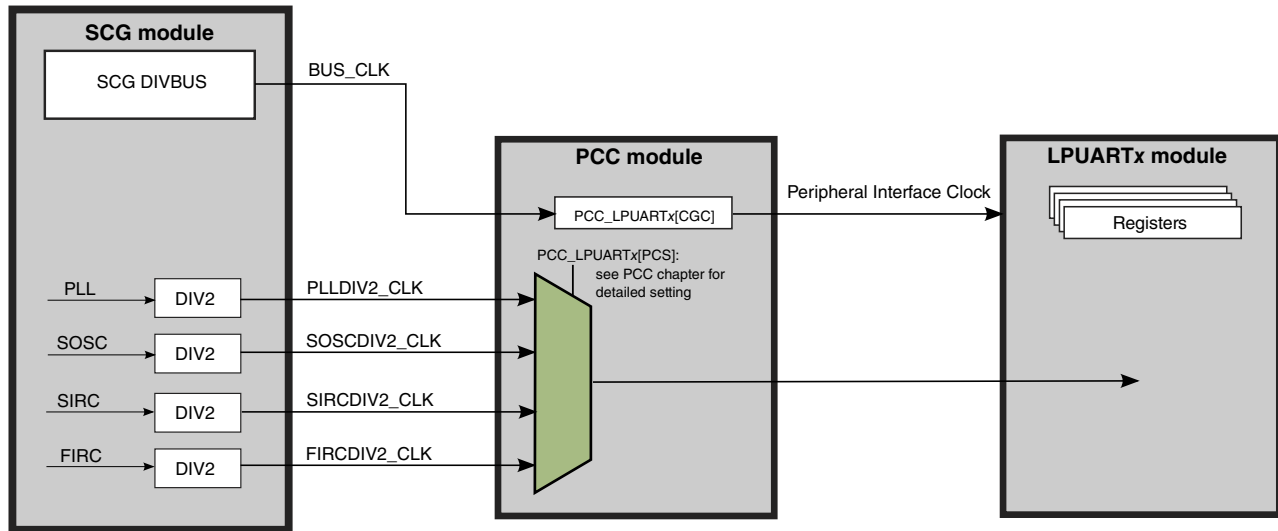 SCG module
SCG DIVBUS
BUS_CLK
PCC module
PCC_LPUARTx[CGC]
Peripheral Interface Clock
LPUARTx module
Registers
PCC_LPUARTx[PCS]:
see PCC chapter for
detailed setting
PLL
DIV2
PLLDIV2_CLK
SOSC
DIV2
SOSCDIV2_CLK
SIRC
DIV2
SIRCDIV2_CLK
FIRC
DIV2
FIRCDIV2_CLK